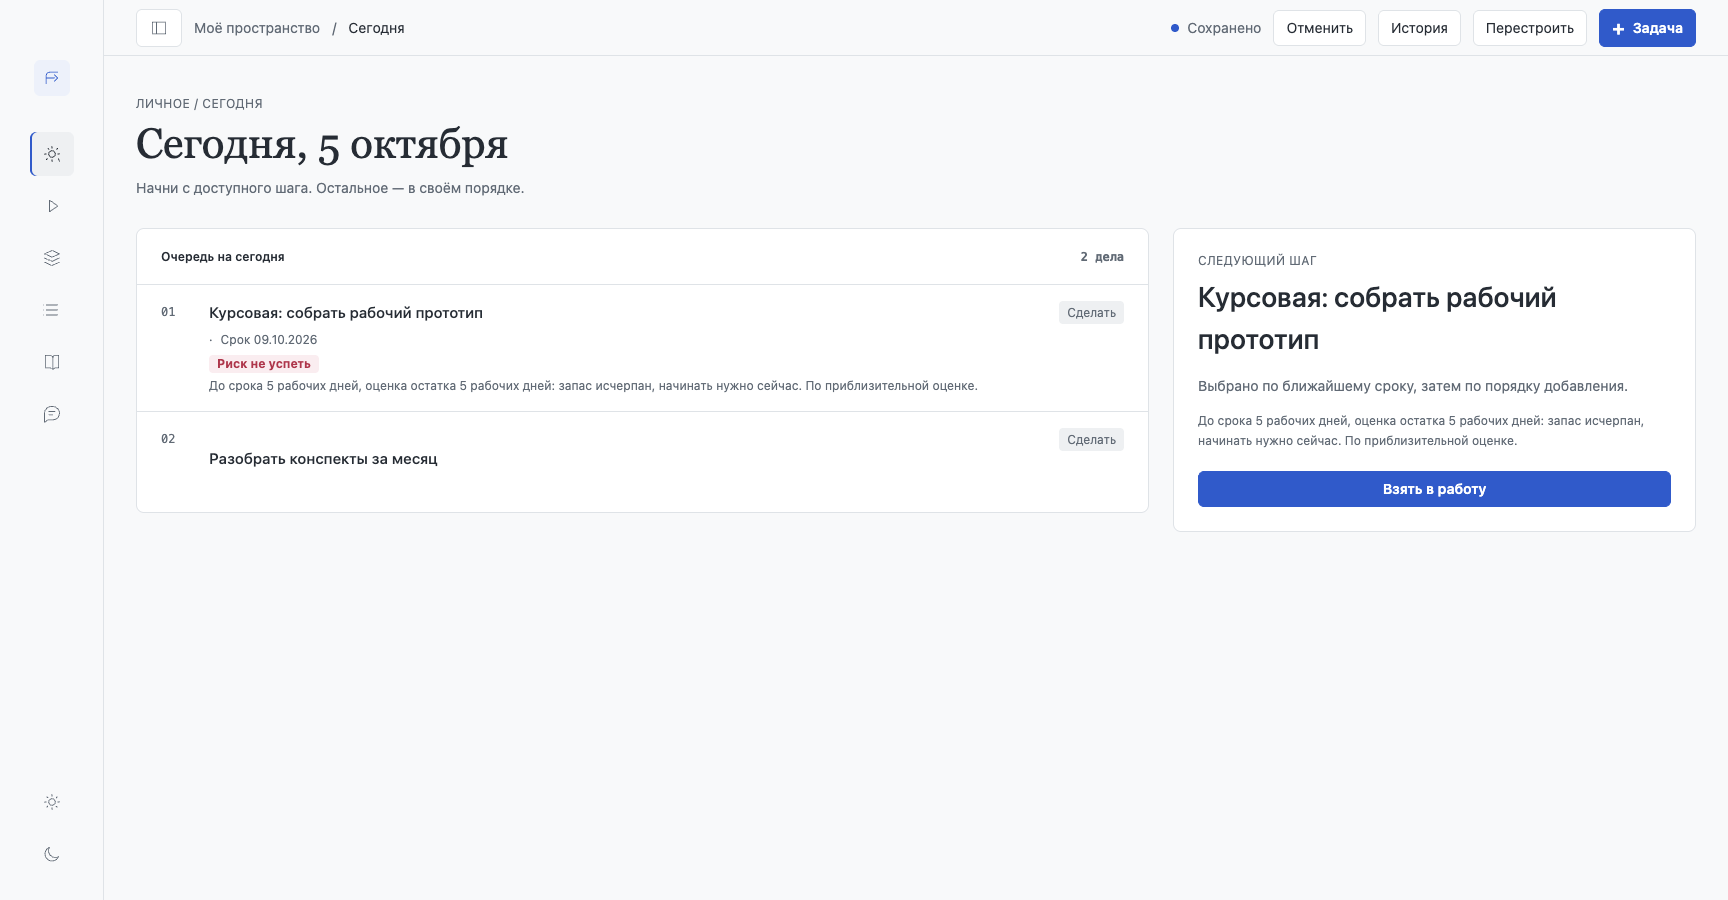 Моё пространство / Сегодня
Сохранено
Отменить
История
Перестроить
+ Задача
ЛИЧНОЕ / СЕГОДНЯ
Сегодня, 5 октября
Начни с доступного шага. Остальное — в своём порядке.
Очередь на сегодня
2 дела
01
Курсовая: собрать рабочий прототип
Сделать
· Срок 09.10.2026
Риск не успеть
До срока 5 рабочих дней, оценка остатка 5 рабочих дней: запас исчерпан, начинать нужно сейчас. По приблизительной оценке.
02
Сделать
Разобрать конспекты за месяц
СЛЕДУЮЩИЙ ШАГ
Курсовая: собрать рабочий
прототип
Выбрано по ближайшему сроку, затем по порядку добавления.
До срока 5 рабочих дней, оценка остатка 5 рабочих дней: запас исчерпан,
начинать нужно сейчас. По приблизительной оценке.
Взять в работу